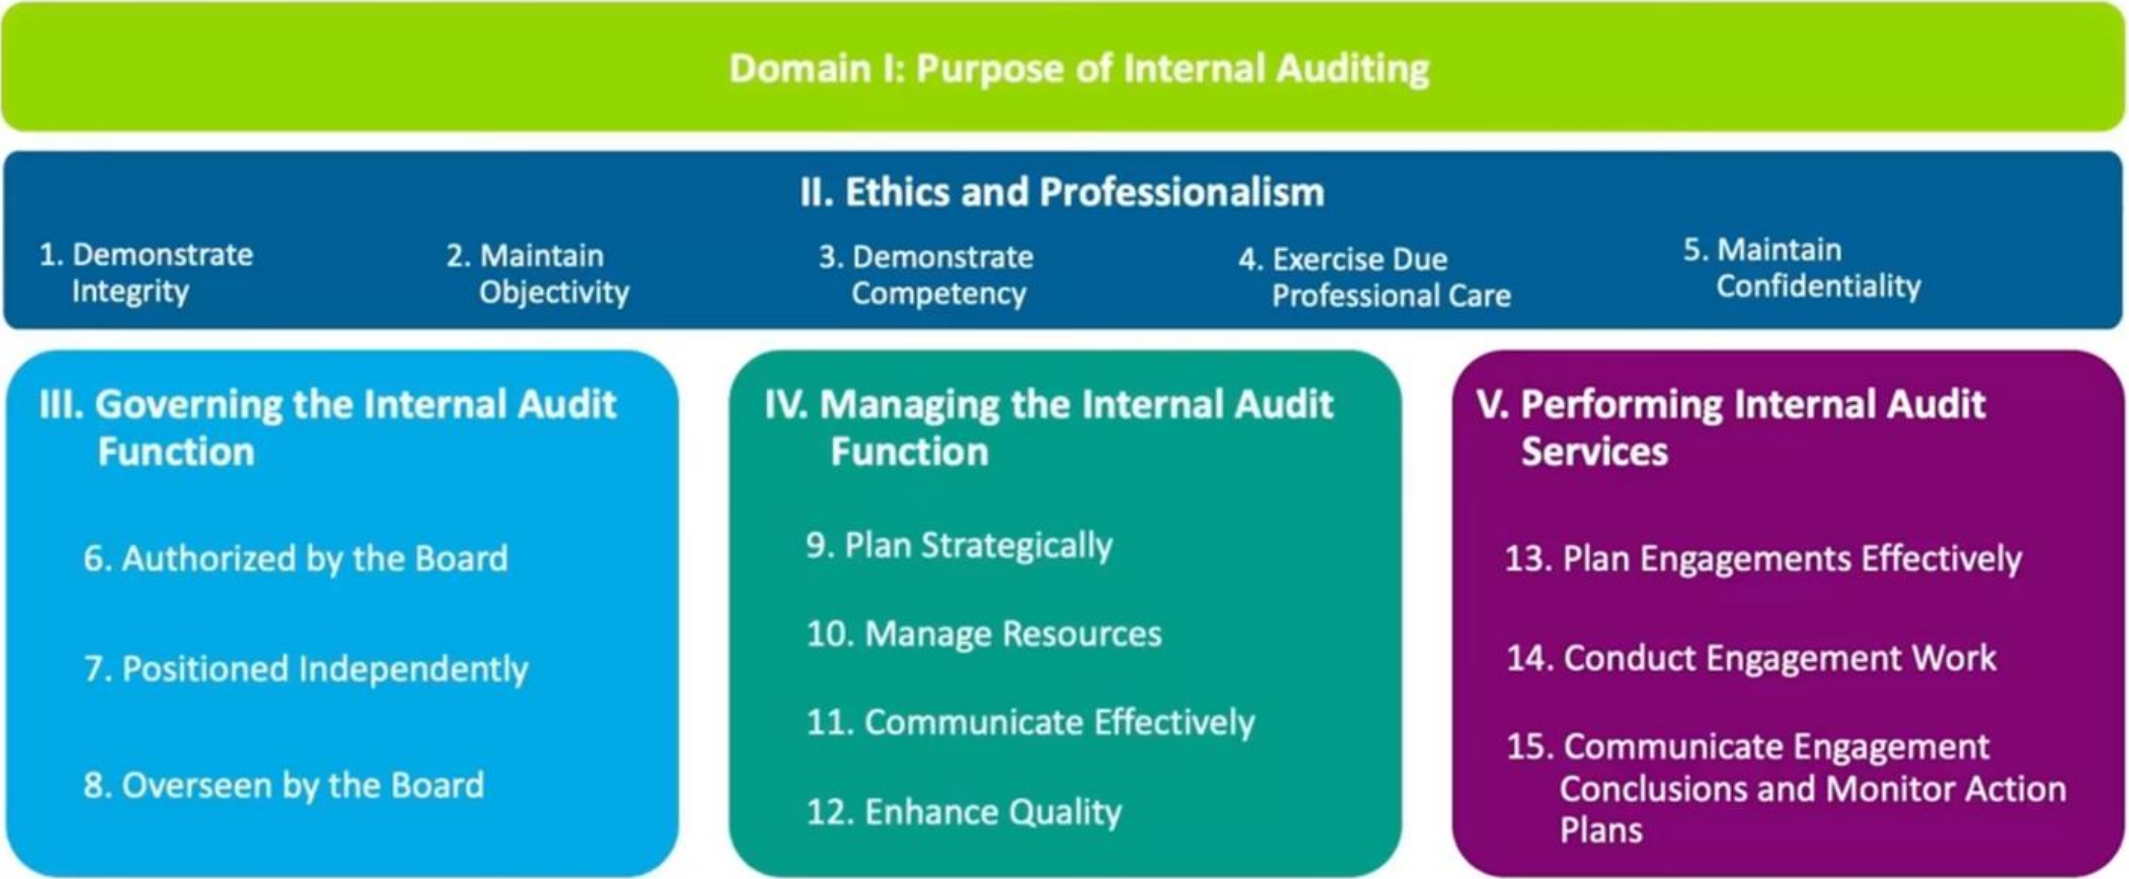 Domain I: Purpose of Internal Auditing
II. Ethics and Professionalism
1. Demonstrate
Integrity
2. Maintain
Objectivity
3. Demonstrate
Competency
4. Exercise Due
Professional Care
5. Maintain
Confidentiality
III. Governing the Internal Audit
Function
6. Authorized by the Board
7. Positioned Independently
8. Overseen by the Board
IV. Managing the Internal Audit
Function
9. Plan Strategically
10. Manage Resources
11. Communicate Effectively
12. Enhance Quality
V. Performing Internal Audit
Services
13. Plan Engagements Effectively
14. Conduct Engagement Work
15. Communicate Engagement
Conclusions and Monitor Action
Plans